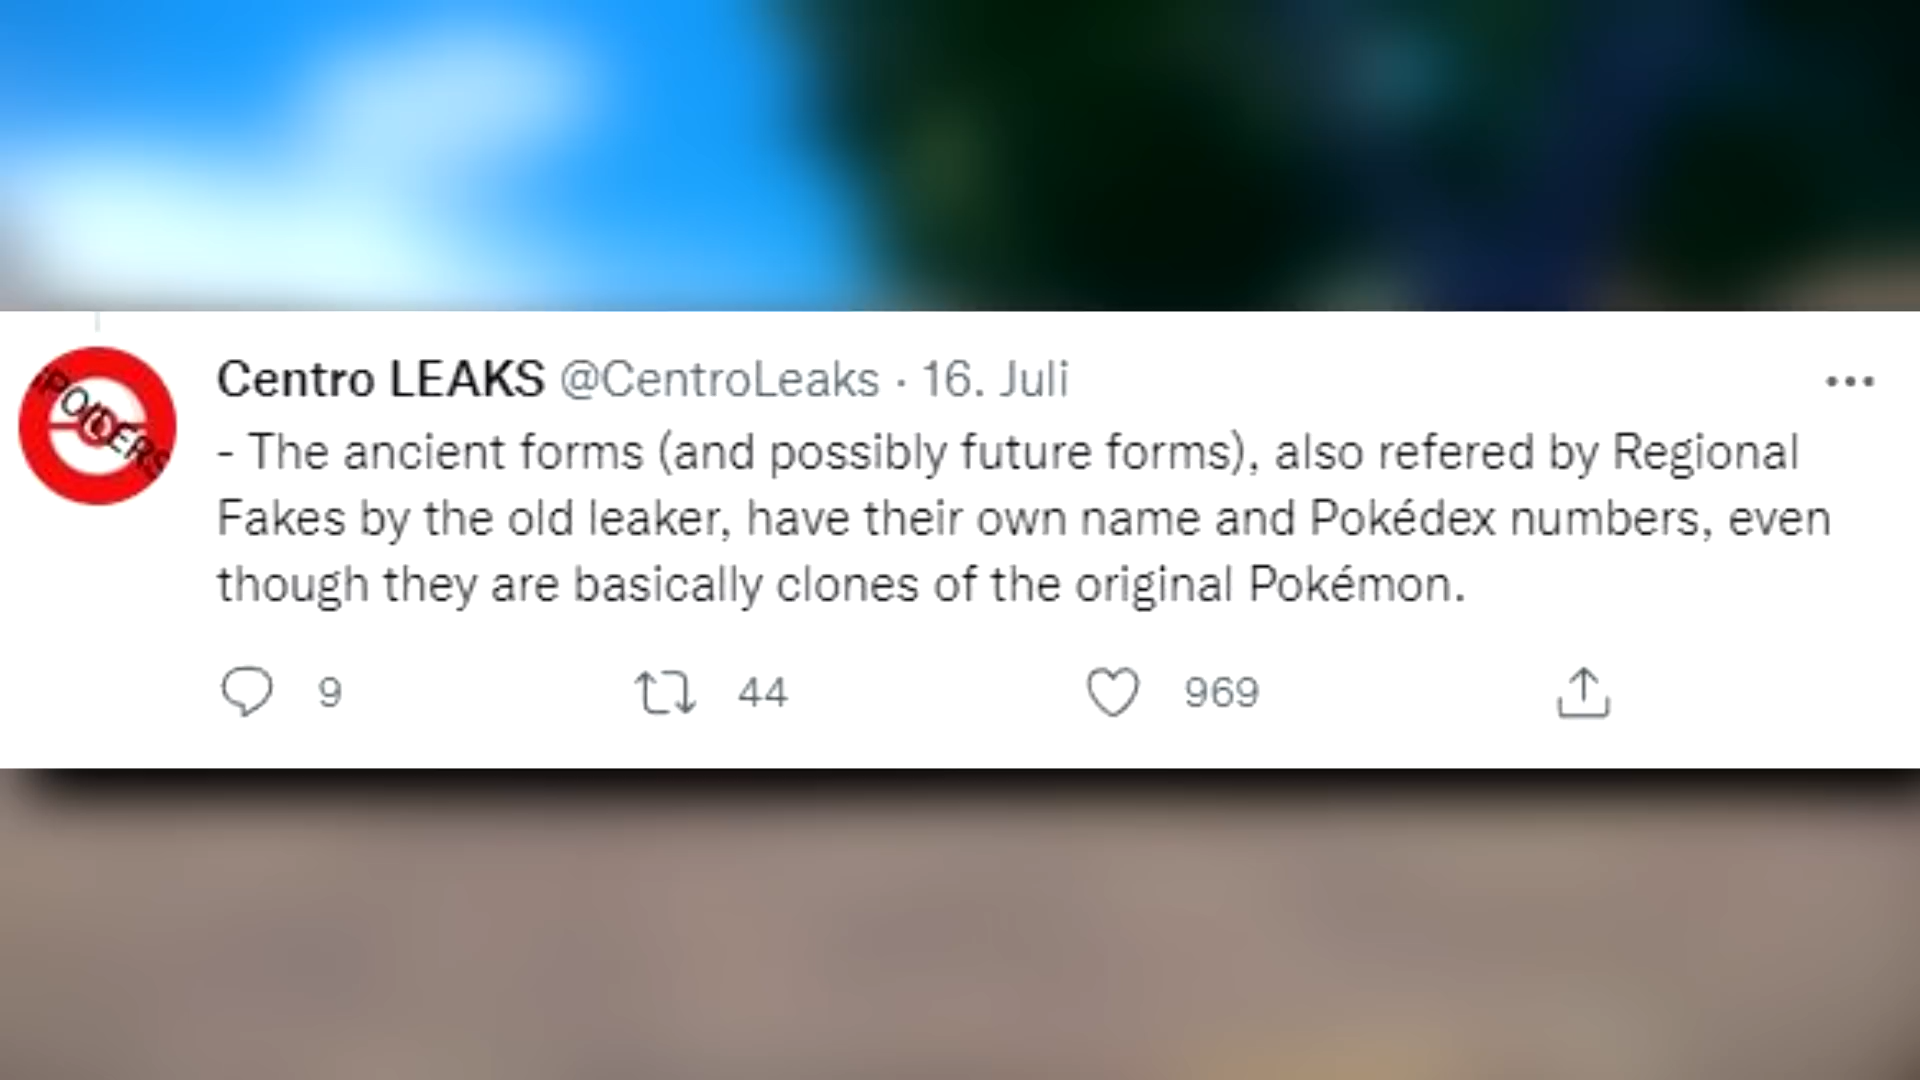 Centro LEAKS @CentroLeaks · 16. Juli
- The ancient forms (and possibly future forms), also refered by Regional
Fakes by the old leaker, have their own name and Pokédex numbers, even
though they are basically clones of the original Pokémon.
9 44 969